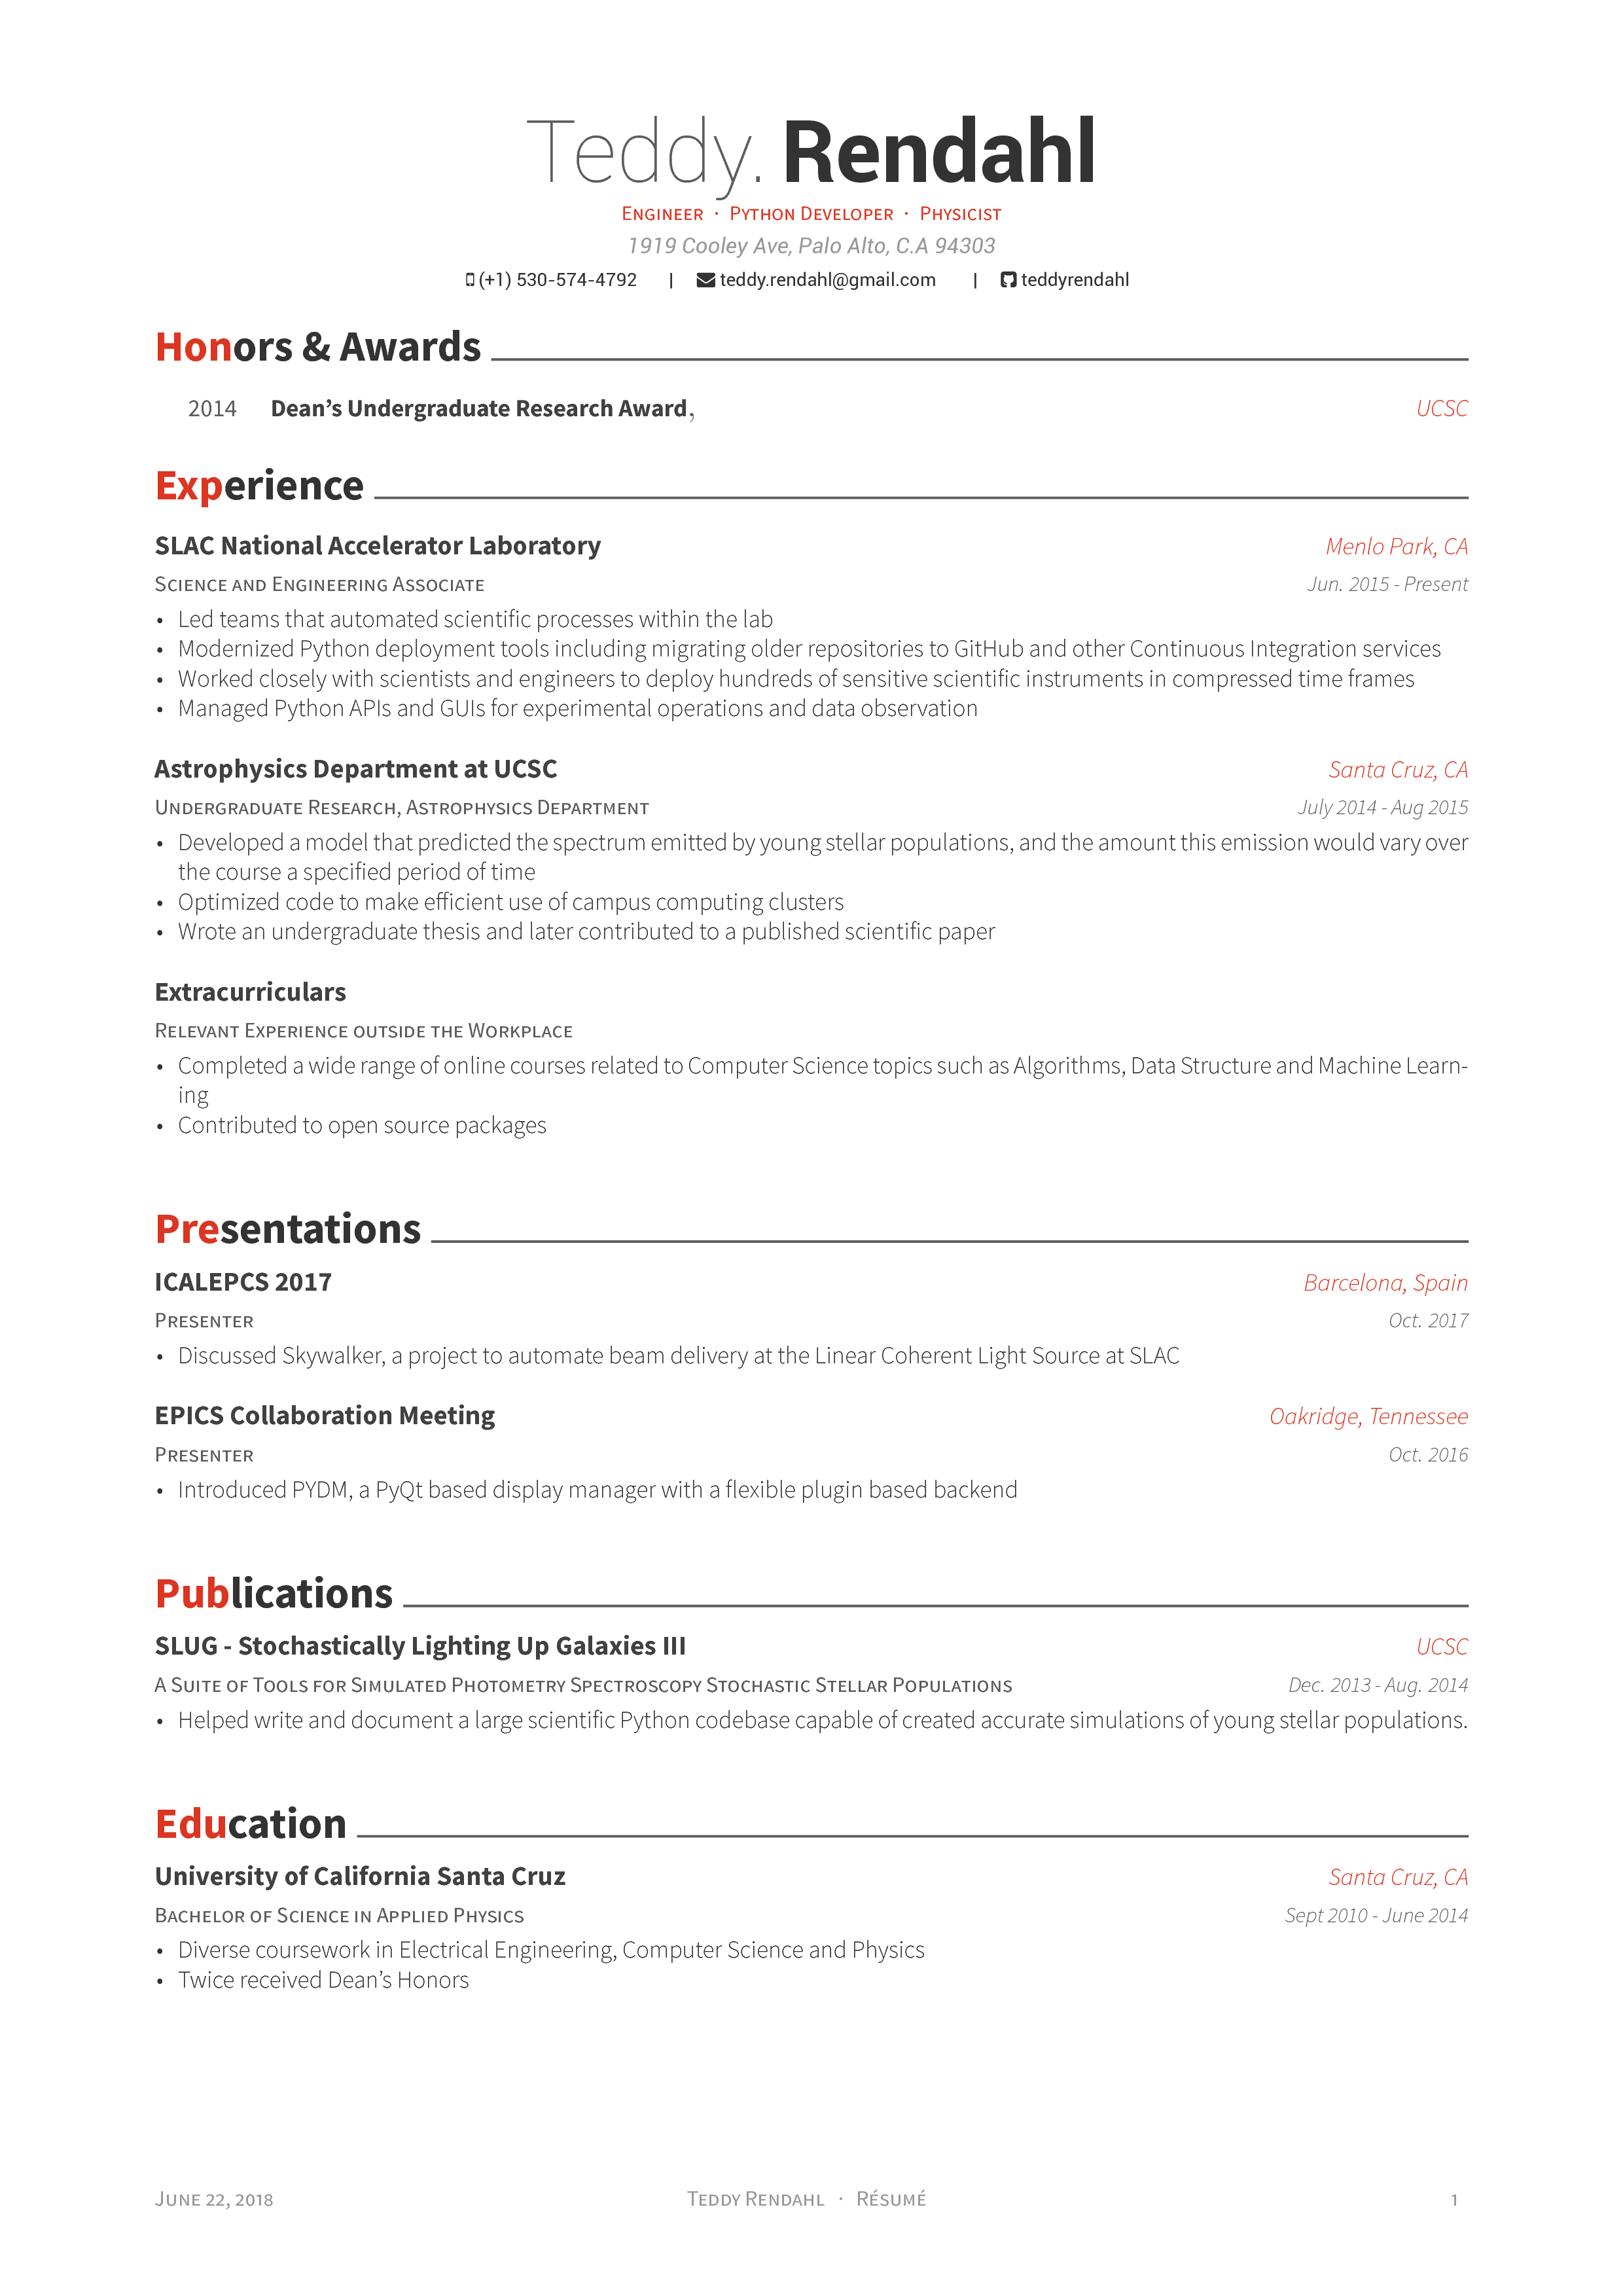 Teddy. Rendahl
Engineer · Python Developer · Physicist
1919 Cooley Ave, Palo Alto, C.A 94303
(+1) 530-574-4792 | teddy.rendahl@gmail.com | teddyrendahl
Honors & Awards
2014 Dean’s Undergraduate Research Award, UCSC
Experience
SLAC National Accelerator Laboratory Menlo Park, CA
Science and Engineering Associate Jun. 2015 - Present
• Led teams that automated scientific processes within the lab
• Modernized Python deployment tools including migrating older repositories to GitHub and other Continuous Integration services
• Worked closely with scientists and engineers to deploy hundreds of sensitive scientific instruments in compressed time frames
• Managed Python APIs and GUIs for experimental operations and data observation
Astrophysics Department at UCSC Santa Cruz, CA
Undergraduate Research, Astrophysics Department July 2014 - Aug 2015
• Developed a model that predicted the spectrum emitted by young stellar populations, and the amount this emission would vary over
the course a specified period of time
• Optimized code to make efficient use of campus computing clusters
• Wrote an undergraduate thesis and later contributed to a published scientific paper
Extracurriculars
Relevant Experience outside the Workplace
• Completed a wide range of online courses related to Computer Science topics such as Algorithms, Data Structure and Machine Learn-
ing
• Contributed to open source packages
Presentations
ICALEPCS 2017 Barcelona, Spain
Presenter Oct. 2017
• Discussed Skywalker, a project to automate beam delivery at the Linear Coherent Light Source at SLAC
EPICS Collaboration Meeting Oakridge, Tennessee
Presenter Oct. 2016
• Introduced PYDM, a PyQt based display manager with a flexible plugin based backend
Publications
SLUG - Stochastically Lighting Up Galaxies III UCSC
A Suite of Tools for Simulated Photometry Spectroscopy Stochastic Stellar Populations Dec. 2013 - Aug. 2014
• Helped write and document a large scientific Python codebase capable of created accurate simulations of young stellar populations.
Education
University of California Santa Cruz Santa Cruz, CA
Bachelor of Science in Applied Physics Sept 2010 - June 2014
• Diverse coursework in Electrical Engineering, Computer Science and Physics
• Twice received Dean’s Honors
June 22, 2018 Teddy Rendahl · Résumé 1